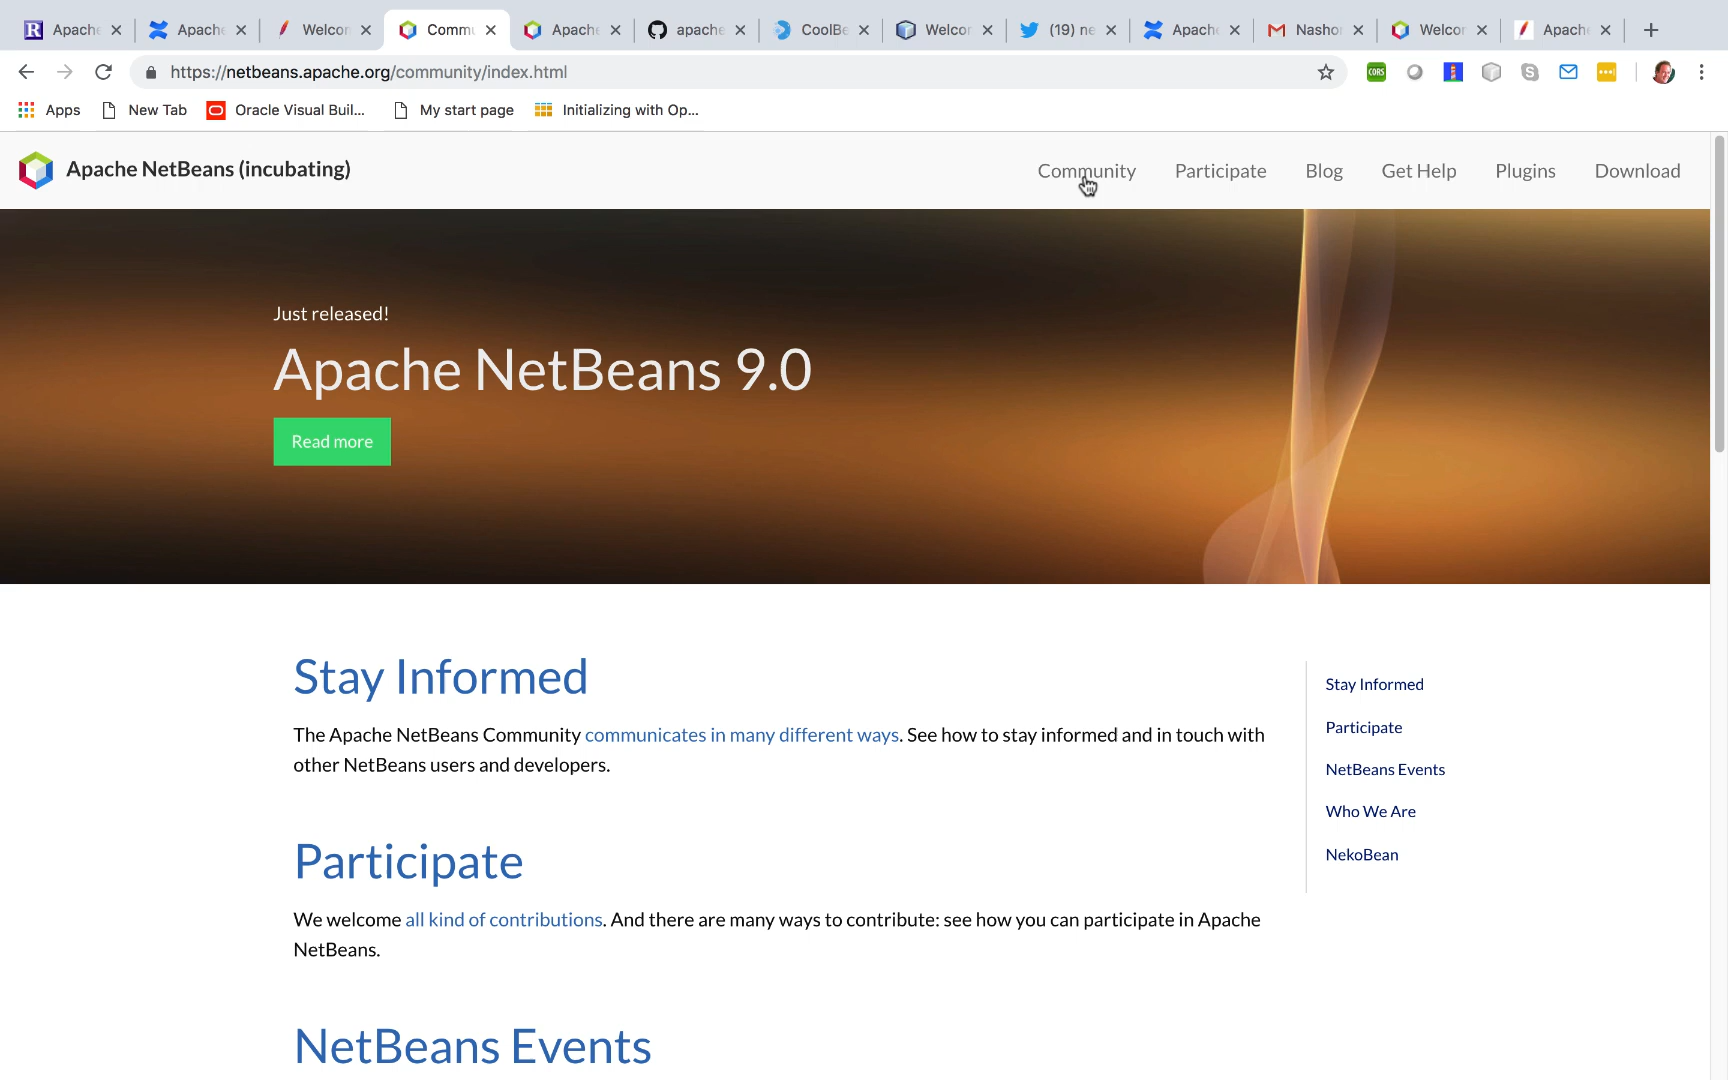 Apache
Apache
Welcom
Commu
Apache
apache
CoolBe
Welcom
(19) ne
Apache
Nashor
Welcom
Apache
https://netbeans.apache.org/community/index.html
CORS
Apps
New Tab
Oracle Visual Buil...
My start page
Initializing with Op...
Apache NetBeans (incubating)
Community
Participate
Blog
Get Help
Plugins
Download
Just released!
Apache NetBeans 9.0
Read more
Stay Informed
The Apache NetBeans Community communicates in many different ways. See how to stay informed and in touch with
other NetBeans users and developers.
Participate
We welcome all kind of contributions. And there are many ways to contribute: see how you can participate in Apache
NetBeans.
NetBeans Events
Stay Informed
Participate
NetBeans Events
Who We Are
NekoBean